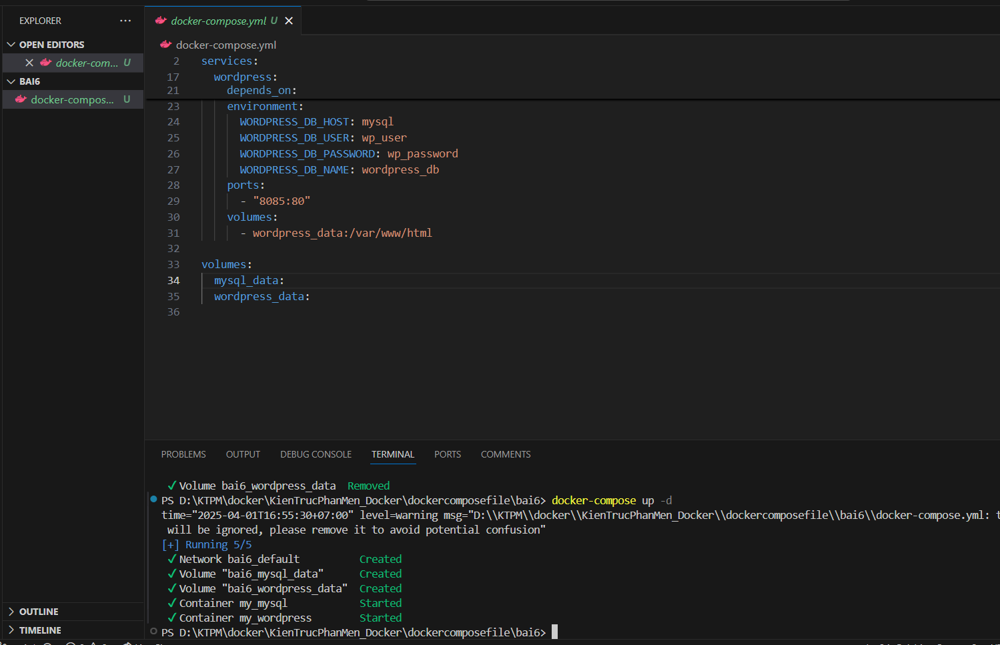 EXPLORER ···
OPEN EDITORS
docker-com... U
BAI6
docker-compos... U
OUTLINE
TIMELINE
docker-compose.yml U
docker-compose.yml
2 services:
17 wordpress:
21 depends_on:
23 environment:
24 WORDPRESS_DB_HOST: mysql
25 WORDPRESS_DB_USER: wp_user
26 WORDPRESS_DB_PASSWORD: wp_password
27 WORDPRESS_DB_NAME: wordpress_db
28 ports:
29 - "8085:80"
30 volumes:
31 - wordpress_data:/var/www/html
32
33 volumes:
34 mysql_data:
35 wordpress_data:
36
PROBLEMS OUTPUT DEBUG CONSOLE TERMINAL PORTS COMMENTS
✓ Volume bai6_wordpress_data Removed
PS D:\KTPM\docker\KienTrucPhanMen_Docker\dockercomposefile\bai6> docker-compose up -d
time="2025-04-01T16:55:30+07:00" level=warning msg="D:\\KTPM\\docker\\KienTrucPhanMen_Docker\\dockercomposefile\\bai6\\docker-compose.yml: t
will be ignored, please remove it to avoid potential confusion"
[+] Running 5/5
✓ Network bai6_default Created
✓ Volume "bai6_mysql_data" Created
✓ Volume "bai6_wordpress_data" Created
✓ Container my_mysql Started
✓ Container my_wordpress Started
PS D:\KTPM\docker\KienTrucPhanMen_Docker\dockercomposefile\bai6>